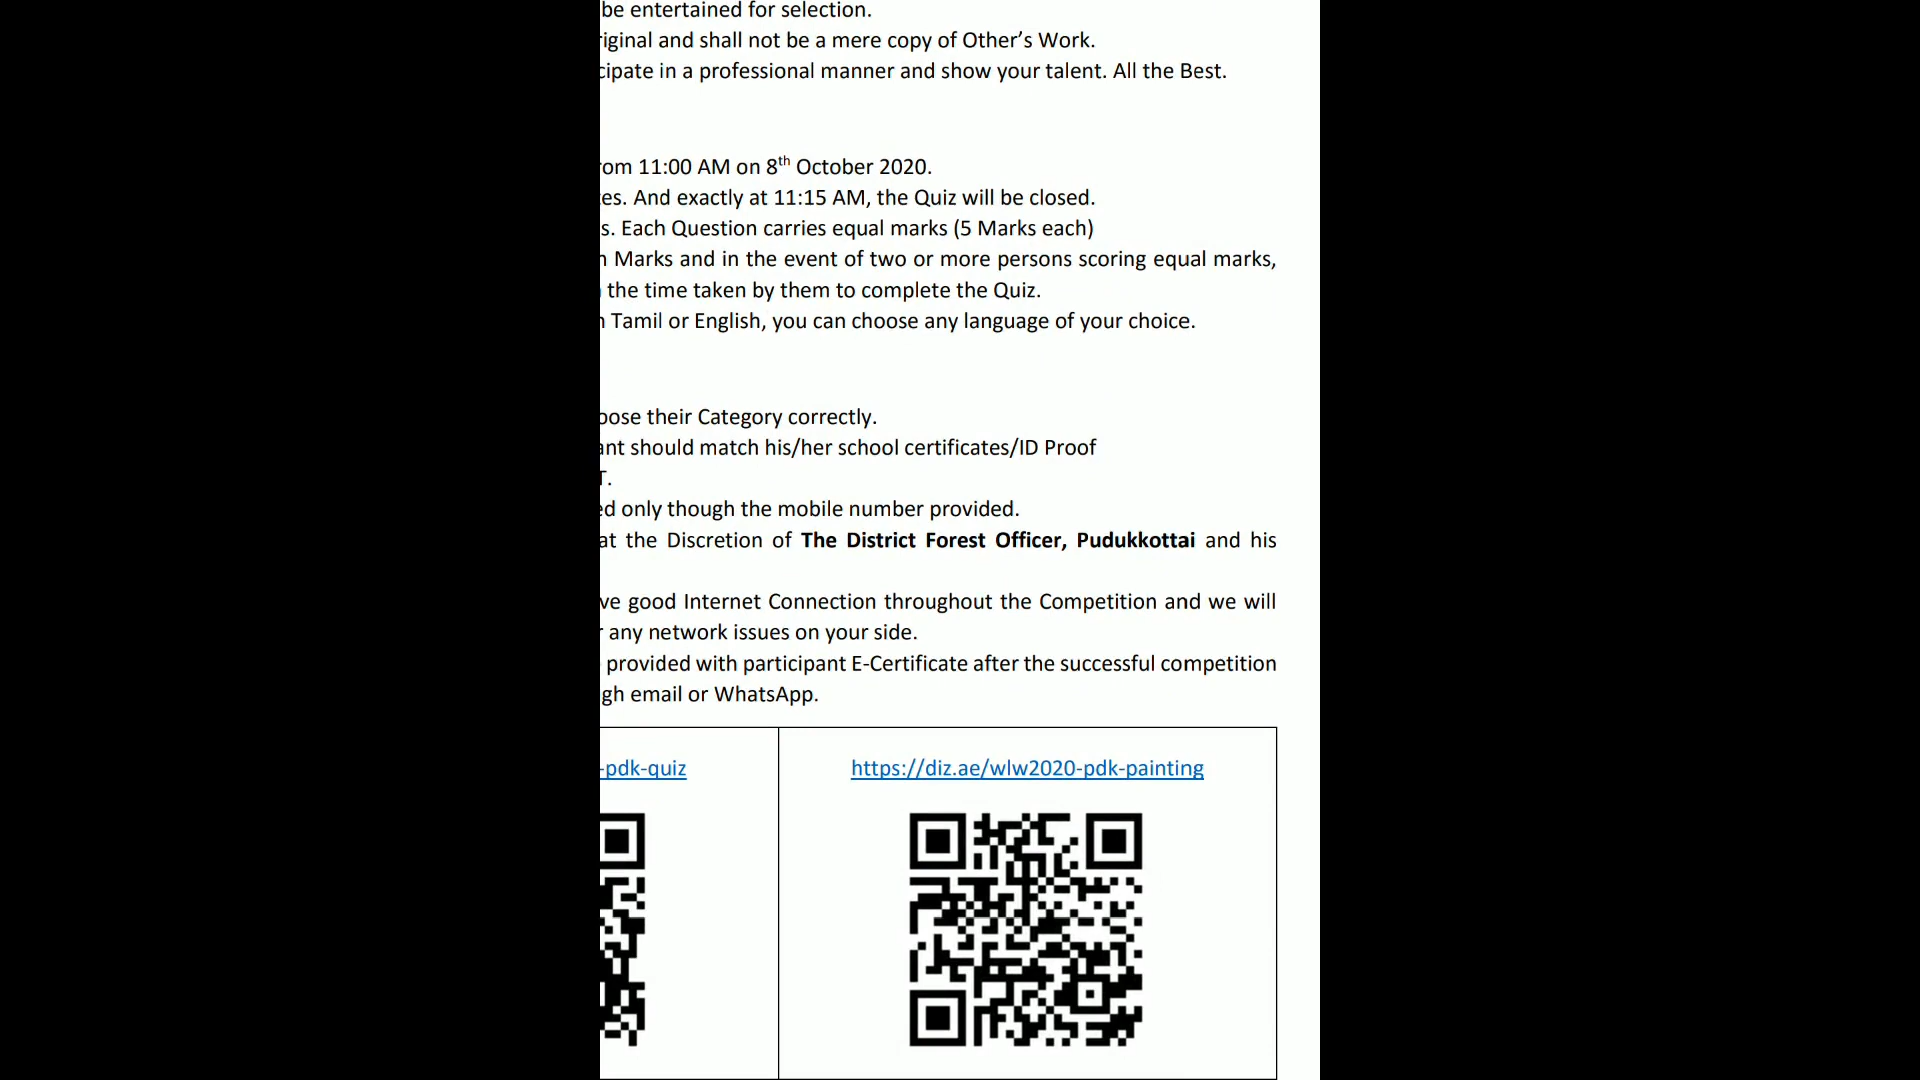 be entertained for selection.
and shall not be a mere copy of Other's Work.
in a professional manner and show your talent. All the Best.
11:00 AM on 8th October 2020.
And exactly at 11:15 AM, the Quiz will be closed.
Each Question carries equal marks (5 Marks each)
Marks and in the event of two or more persons scoring equal marks,
the time taken by them to complete the Quiz.
Tamil or English, you can choose any language of your choice.
their Category correctly.
should match his/her school certificates/ID Proof
only though the mobile number provided.
at the Discretion of The District Forest Officer, Pudukkottai and his
good Internet Connection throughout the Competition and we will
any network issues on your side.
provided with participant E-Certificate after the successful competition
email or WhatsApp.
-pdk-quiz
https://diz.ae/wlw2020-pdk-painting